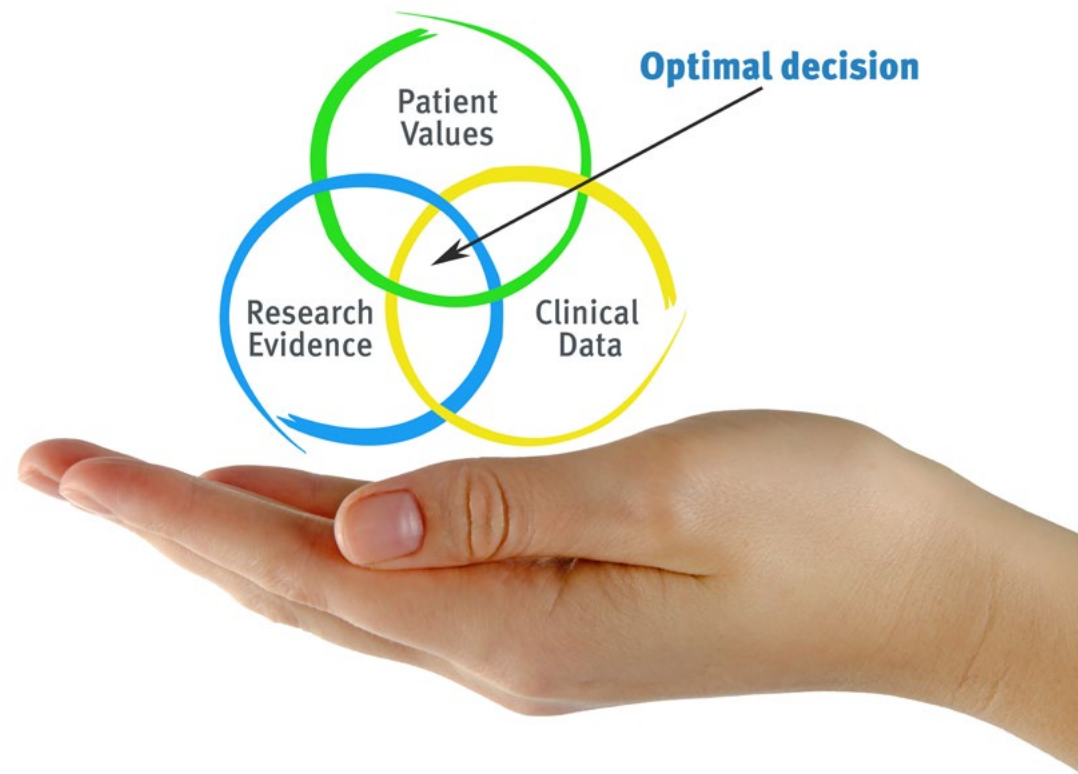 Optimal decision
Patient
Values
Research
Evidence
Clinical
Data